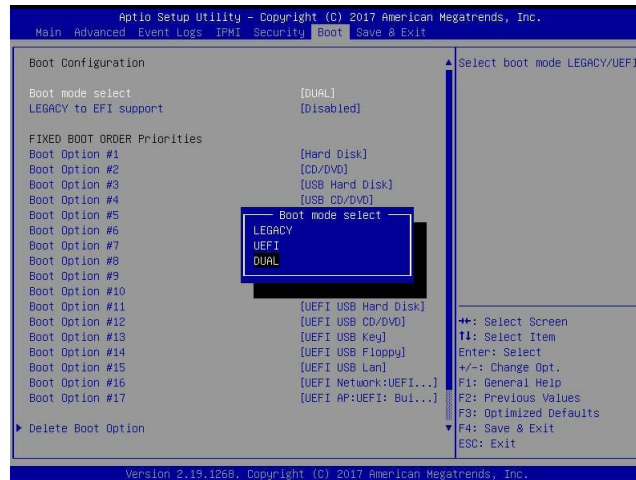 Aptio Setup Utility – Copyright (C) 2017 American Megatrends, Inc.
Main Advanced Event Logs IPMI Security Boot Save & Exit
Boot Configuration
Boot mode select [DUAL]
LEGACY to EFI support [Disabled]
FIXED BOOT ORDER Priorities
Boot Option #1 [Hard Disk]
Boot Option #2 [CD/DVD]
Boot Option #3 [USB Hard Disk]
Boot Option #4 [USB CD/DVD]
Boot Option #5
Boot Option #6
Boot Option #7
Boot Option #8
Boot Option #9
Boot Option #10
Boot Option #11 [UEFI USB Hard Disk]
Boot Option #12 [UEFI USB CD/DVD]
Boot Option #13 [UEFI USB Key]
Boot Option #14 [UEFI USB Floppy]
Boot Option #15 [UEFI USB Lan]
Boot Option #16 [UEFI Network:UEFI...]
Boot Option #17 [UEFI AP:UEFI: Bui...]
Delete Boot Option
Boot mode select
LEGACY
UEFI
DUAL
Select boot mode LEGACY/UEFI
→←: Select Screen
↑↓: Select Item
Enter: Select
+/-: Change Opt.
F1: General Help
F2: Previous Values
F3: Optimized Defaults
F4: Save & Exit
ESC: Exit
Version 2.19.1268. Copyright (C) 2017 American Megatrends, Inc.